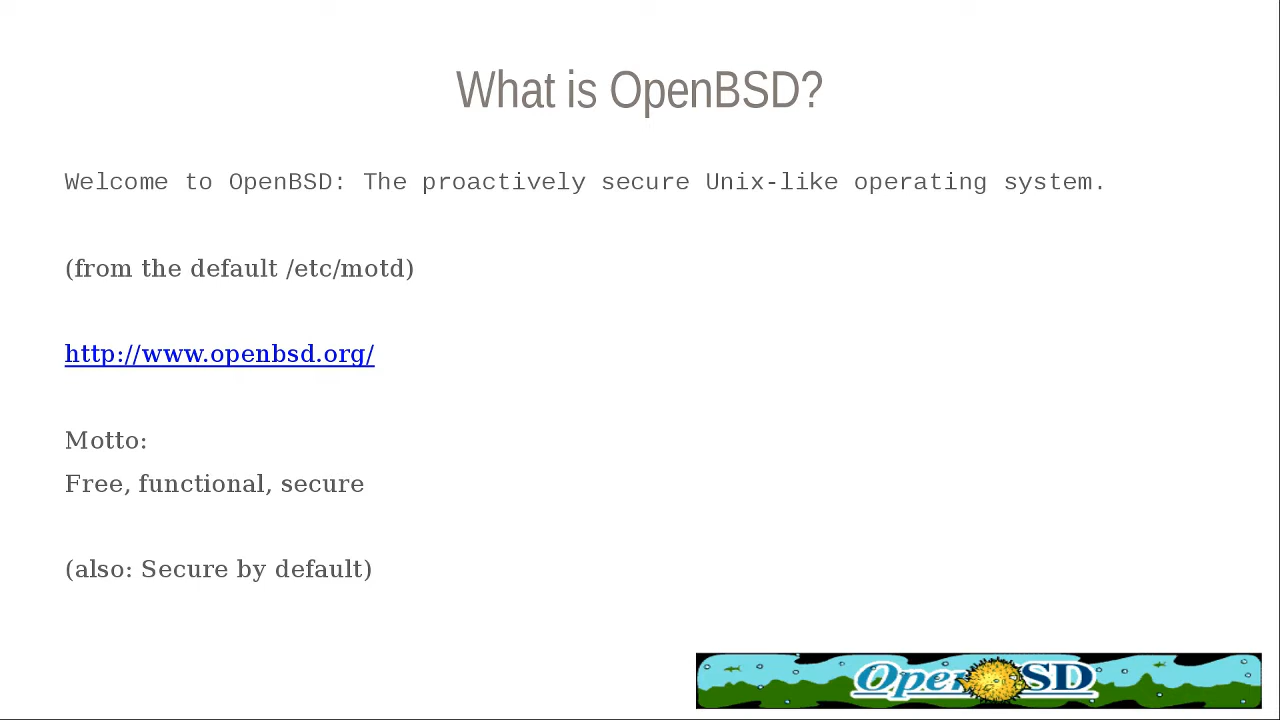 What is OpenBSD?
Welcome to OpenBSD: The proactively secure Unix-like operating system.
(from the default /etc/motd)
http://www.openbsd.org/
Motto:
Free, functional, secure
(also: Secure by default)
OpenBSD